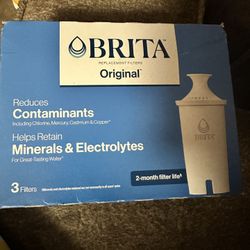 BRITA
REPLACEMENT FILTERS
Original
Reduces
Contaminants
Including Chlorine, Mercury, Cadmium & Copper*
Helps Retain
Minerals & Electrolytes
For Great-Tasting Water*
BRITA
2-month filter life
3 Filters